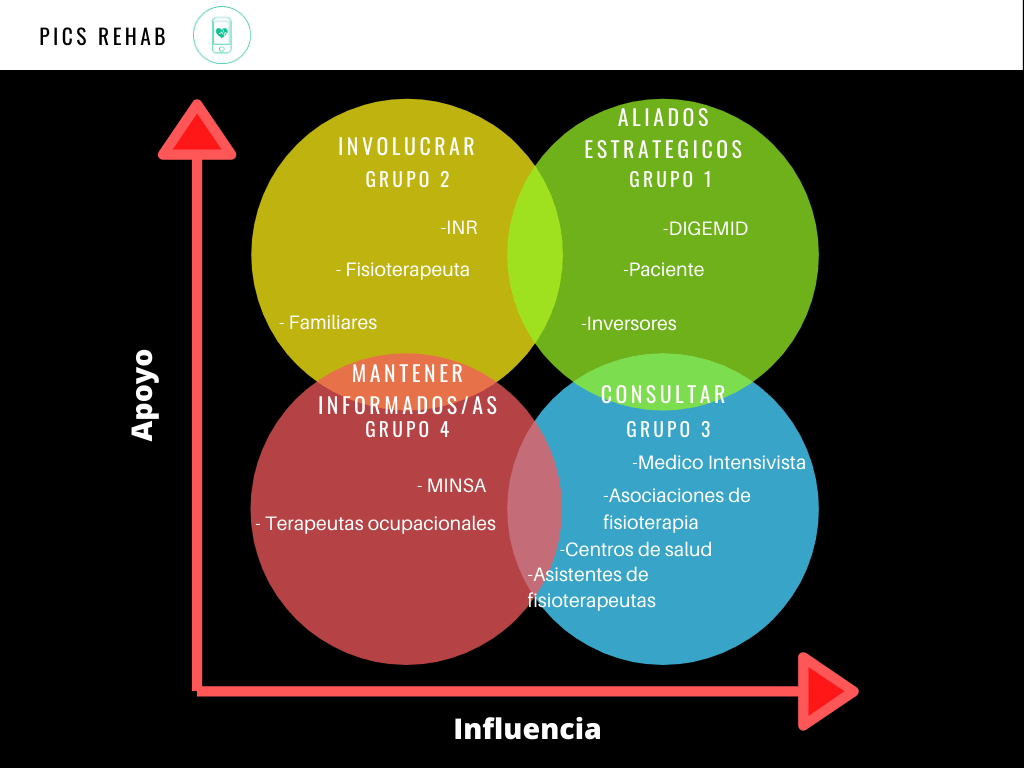 PICS REHAB
INVOLUCRAR
GRUPO 2
-INR
- Fisioterapeuta
- Familiares
ALIADOS
ESTRATEGICOS
GRUPO 1
-DIGEMID
-Paciente
-Inversores
MANTENER
INFORMADOS/AS
GRUPO 4
- MINSA
- Terapeutas ocupacionales
CONSULTAR
GRUPO 3
-Medico Intensivista
-Asociaciones de
fisioterapia
-Centros de salud
-Asistentes de
fisioterapeutas
Apoyo
Influencia